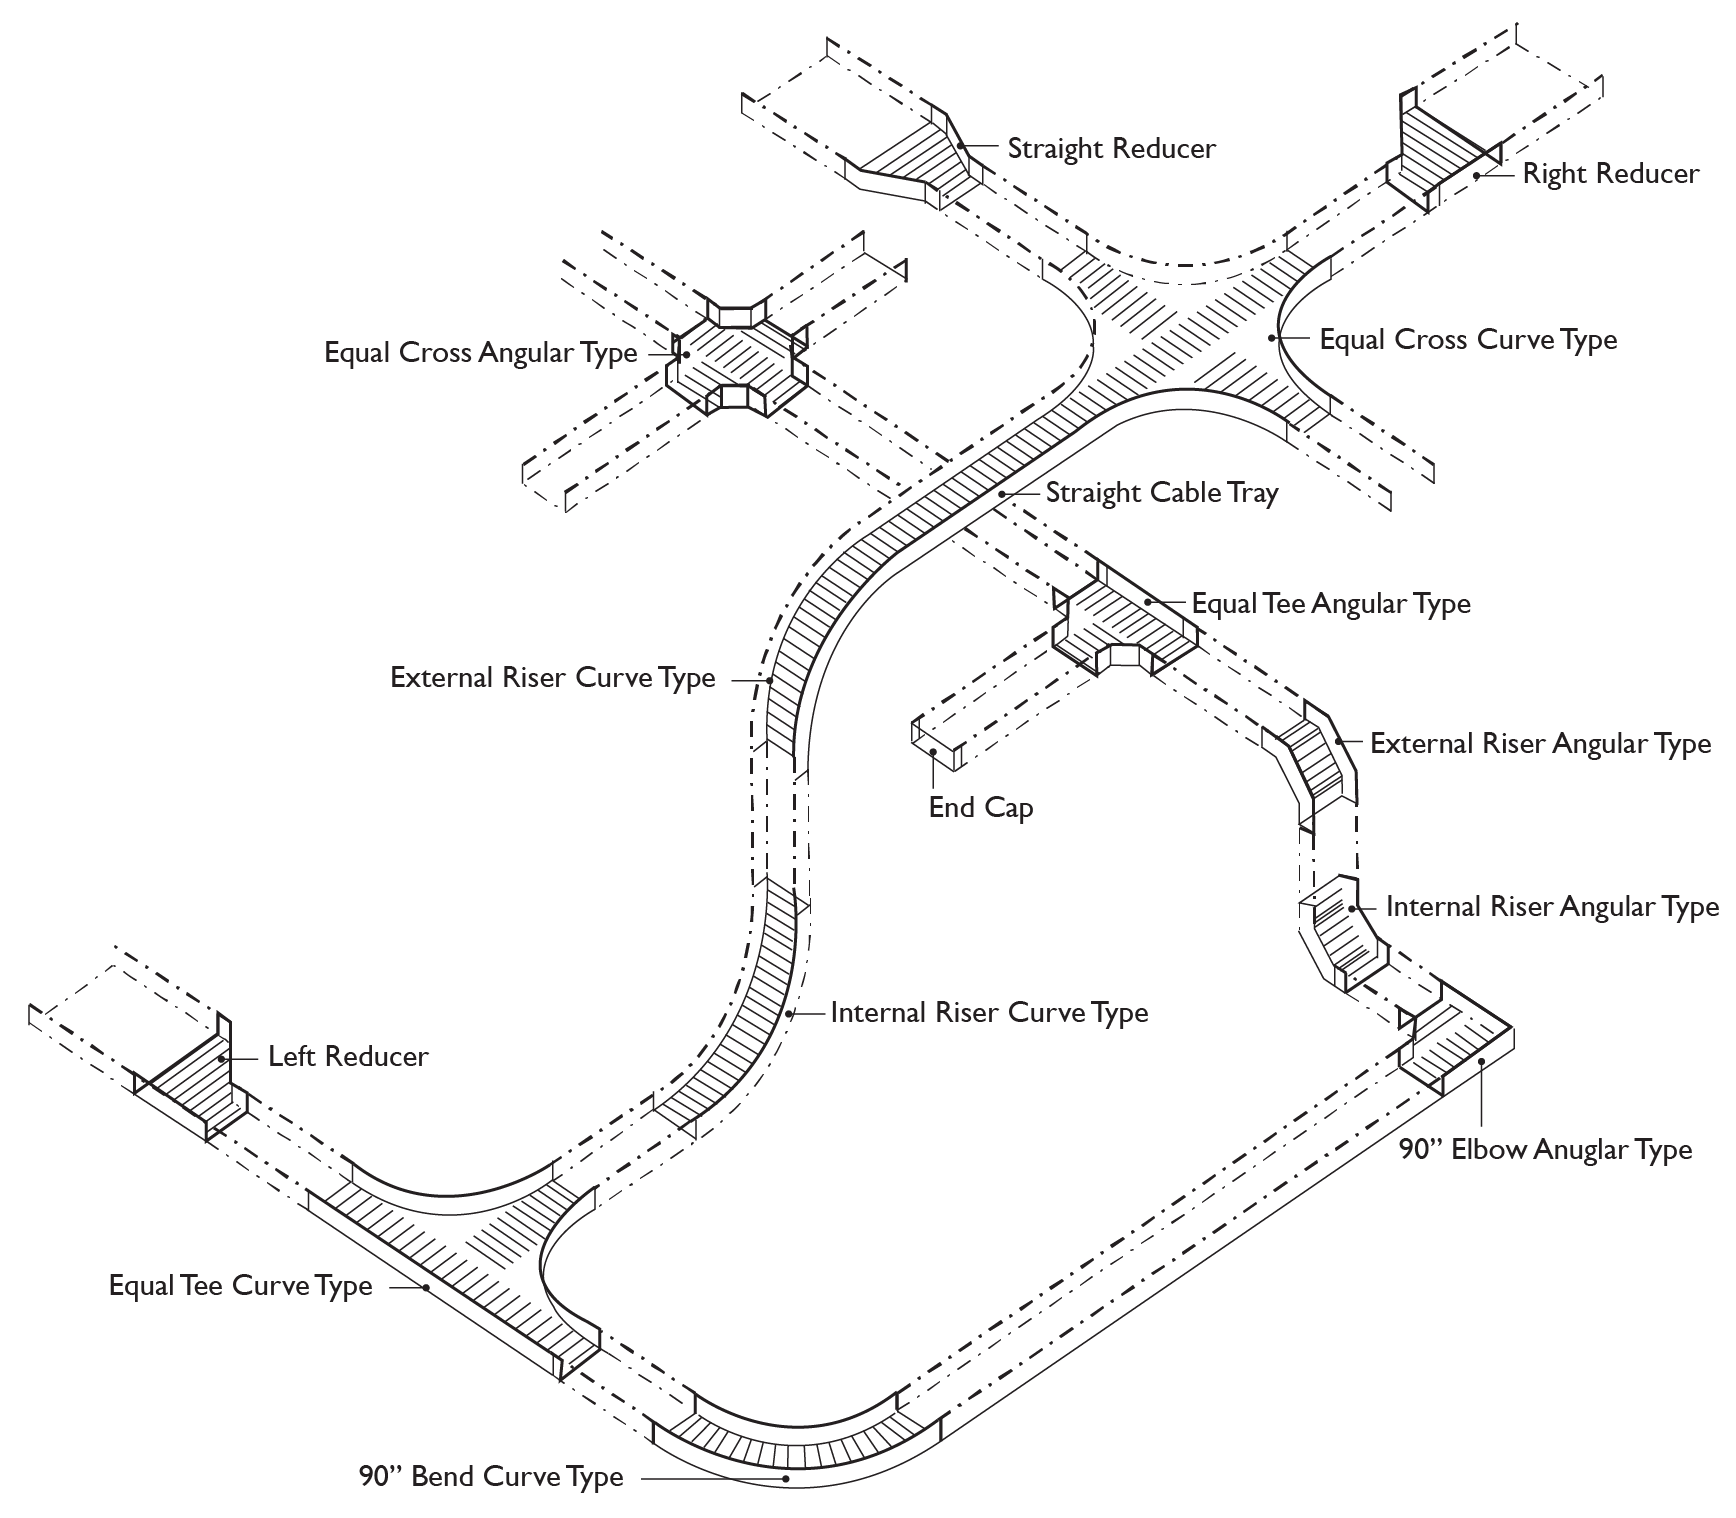 Straight Reducer
Right Reducer
Equal Cross Angular Type
Equal Cross Curve Type
Straight Cable Tray
Equal Tee Angular Type
External Riser Curve Type
External Riser Angular Type
End Cap
Internal Riser Angular Type
Internal Riser Curve Type
Left Reducer
90” Elbow Anuglar Type
Equal Tee Curve Type
90” Bend Curve Type